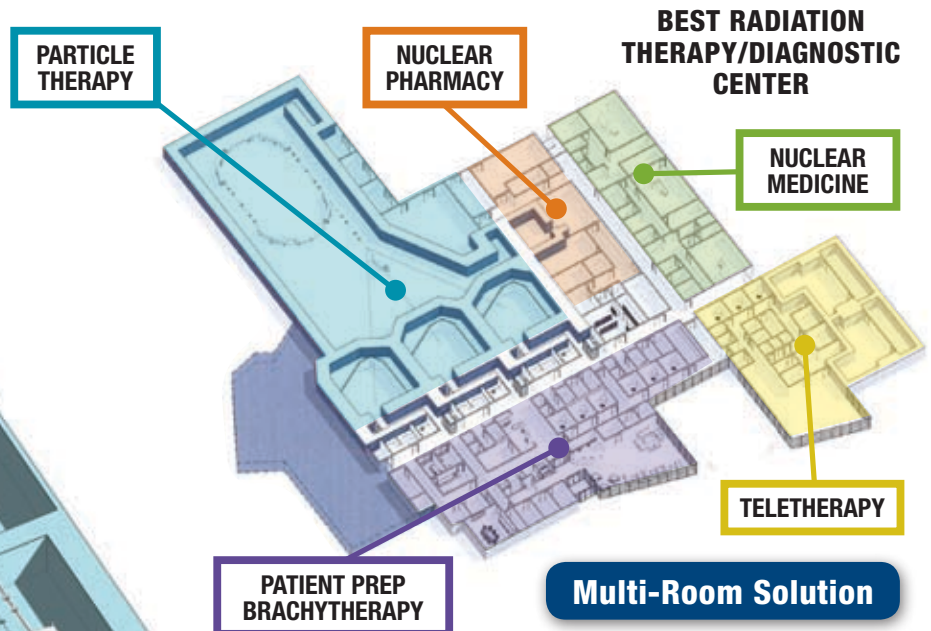 BEST RADIATION
THERAPY/DIAGNOSTIC
CENTER
PARTICLE
THERAPY
NUCLEAR
PHARMACY
NUCLEAR
MEDICINE
TELETHERAPY
PATIENT PREP
BRACHYTHERAPY
Multi-Room Solution